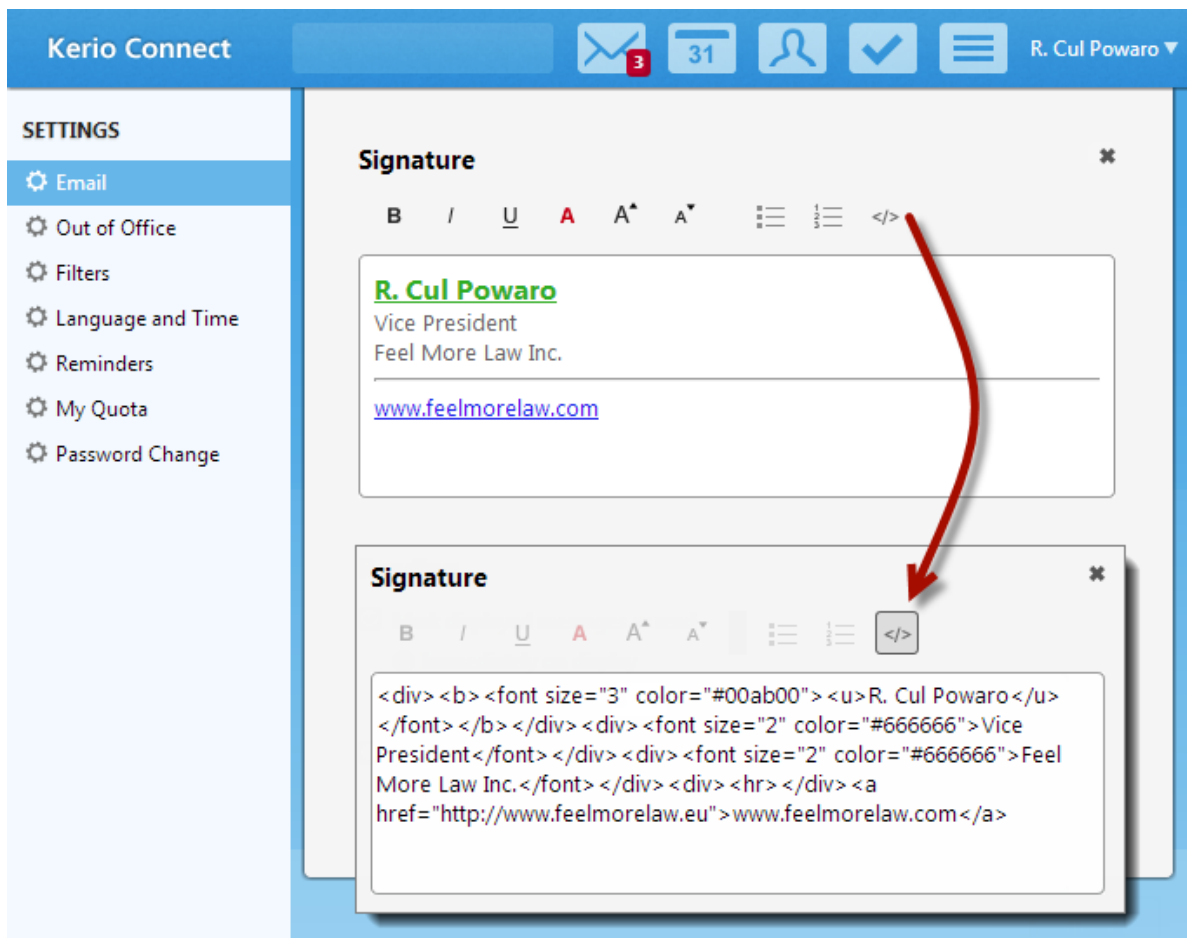 Kerio Connect
3
31
R. Cul Powaro ▼
SETTINGS
Email
Out of Office
Filters
Language and Time
Reminders
My Quota
Password Change
Signature
B I U A A A </>
R. Cul Powaro
Vice President
Feel More Law Inc.
www.feelmorelaw.com
Signature
B I U A A A </>
<div><b><font size="3" color="#00ab00"><u>R. Cul Powaro</u>
</font></b></div><div><font size="2" color="#666666">Vice
President</font></div><div><font size="2" color="#666666">Feel
More Law Inc.</font></div><div><hr></div><a
href="http://www.feelmorelaw.eu">www.feelmorelaw.com</a>